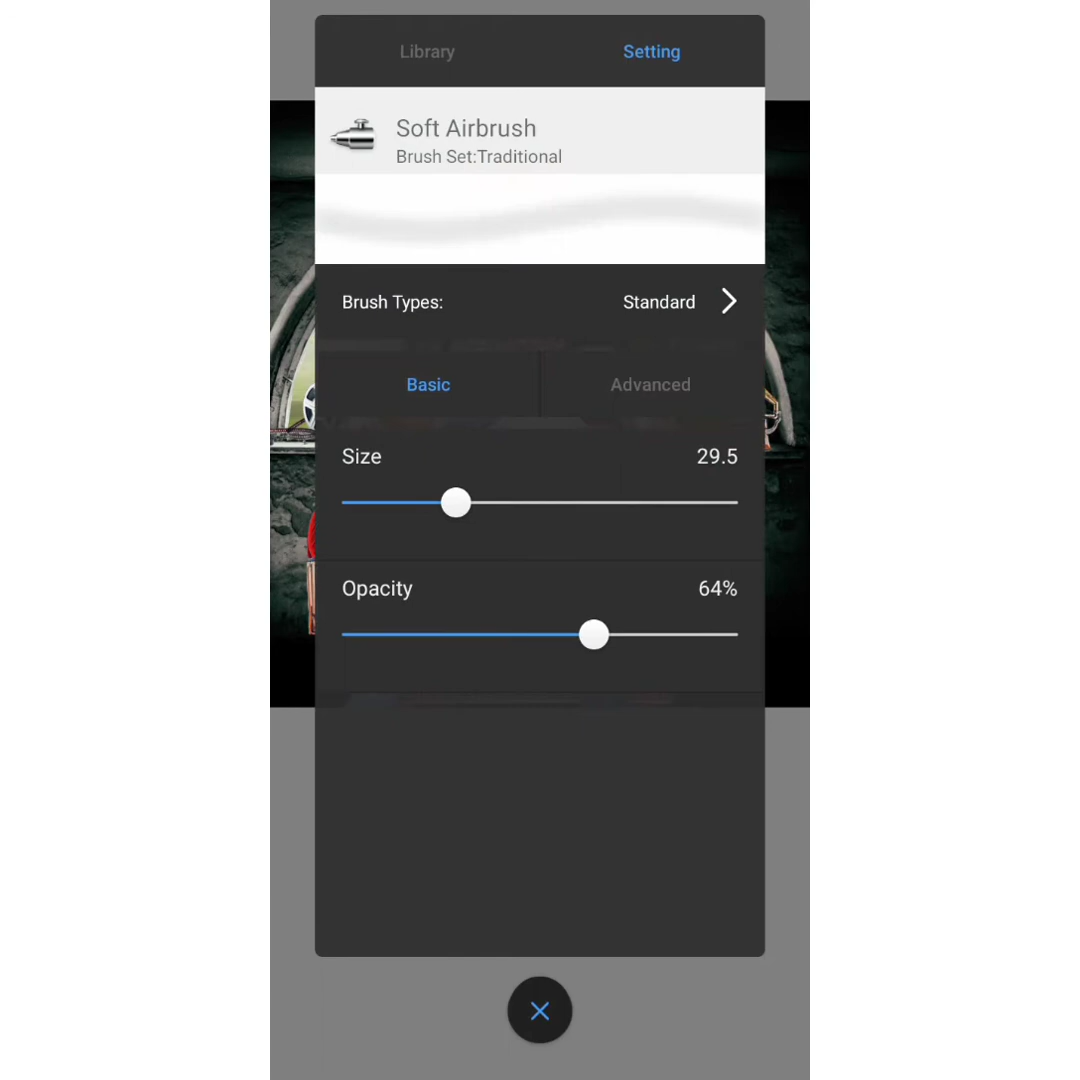 Library
Setting
Soft Airbrush
Brush Set:Traditional
Brush Types:
Standard
Basic
Advanced
Size
29.5
Opacity
64%